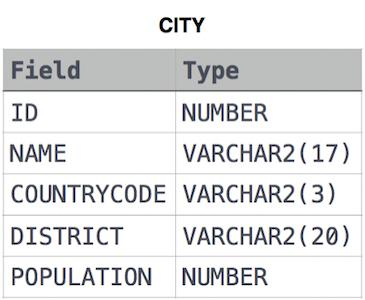 CITY
Field Type
ID NUMBER
NAME VARCHAR2(17)
COUNTRYCODE VARCHAR2(3)
DISTRICT VARCHAR2(20)
POPULATION NUMBER